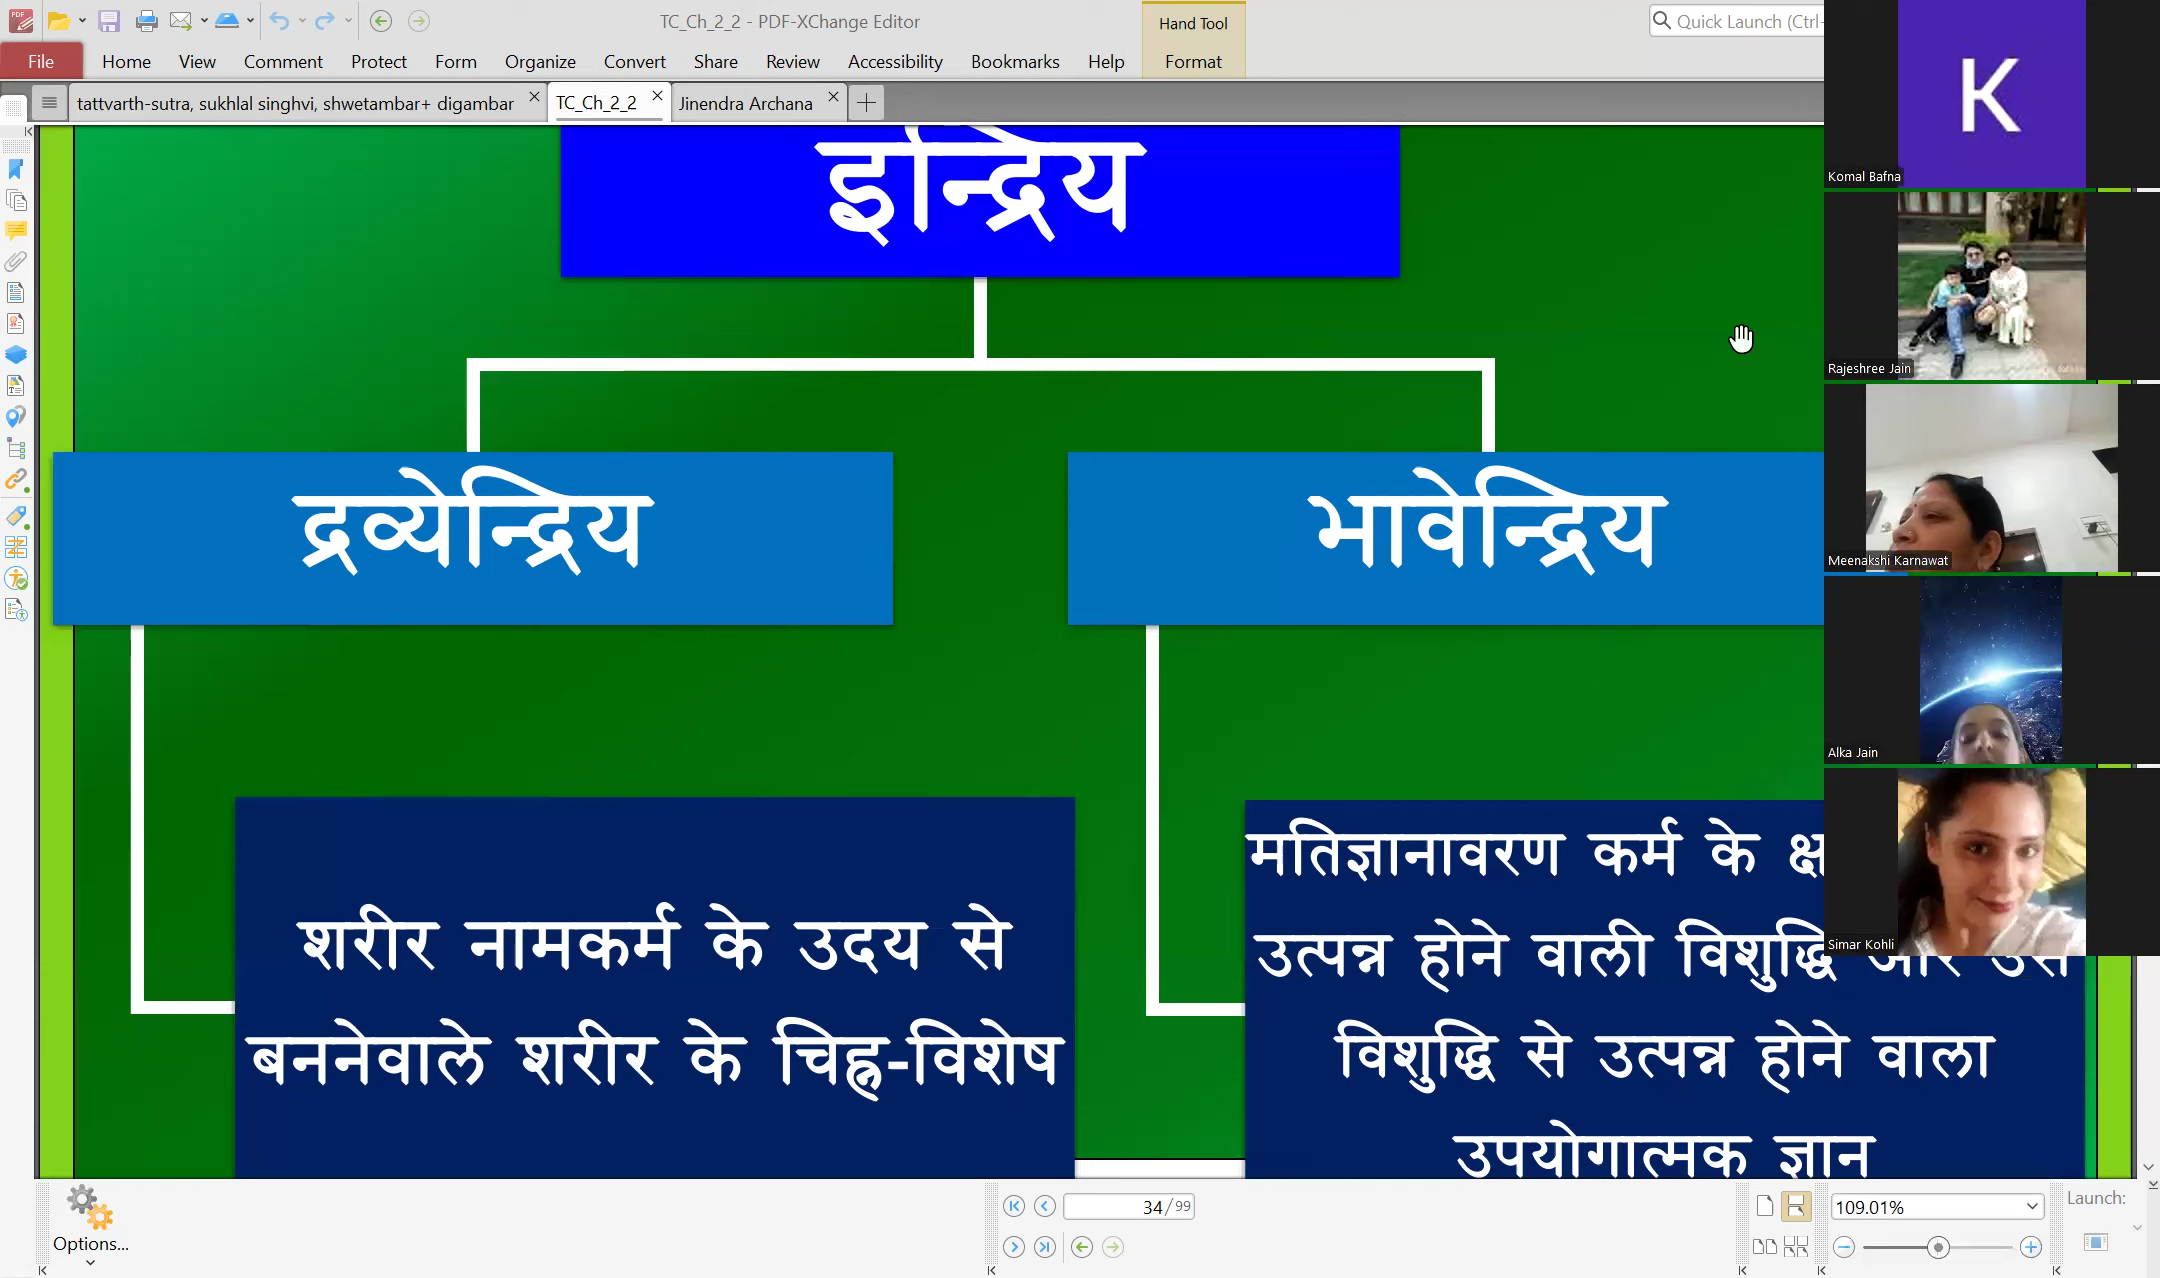 TC_Ch_2_2 - PDF-XChange Editor
Hand Tool
Quick Launch (Ctrl-
File
Home
View
Comment
Protect
Form
Organize
Convert
Share
Review
Accessibility
Bookmarks
Help
Format
tattvarth-sutra, sukhlal singhvi, shwetambar+ digambar
TC_Ch_2_2
Jinendra Archana
इन्द्रिय
द्रव्येन्द्रिय
भावेन्द्रिय
शरीर नामकर्म के उदय से
बननेवाले शरीर के चिह्न-विशेष
मतिज्ञानावरण कर्म के
उत्पन्न होने वाली विशुद्धि और उस
विशुद्धि से उत्पन्न होने वाला
उपयोगात्मक ज्ञान
K
Komal Bafna
Rajeshree Jain
Meenakshi Karnawat
Alka Jain
Simar Kohli
Options...
34/99
109.01%
Launch: